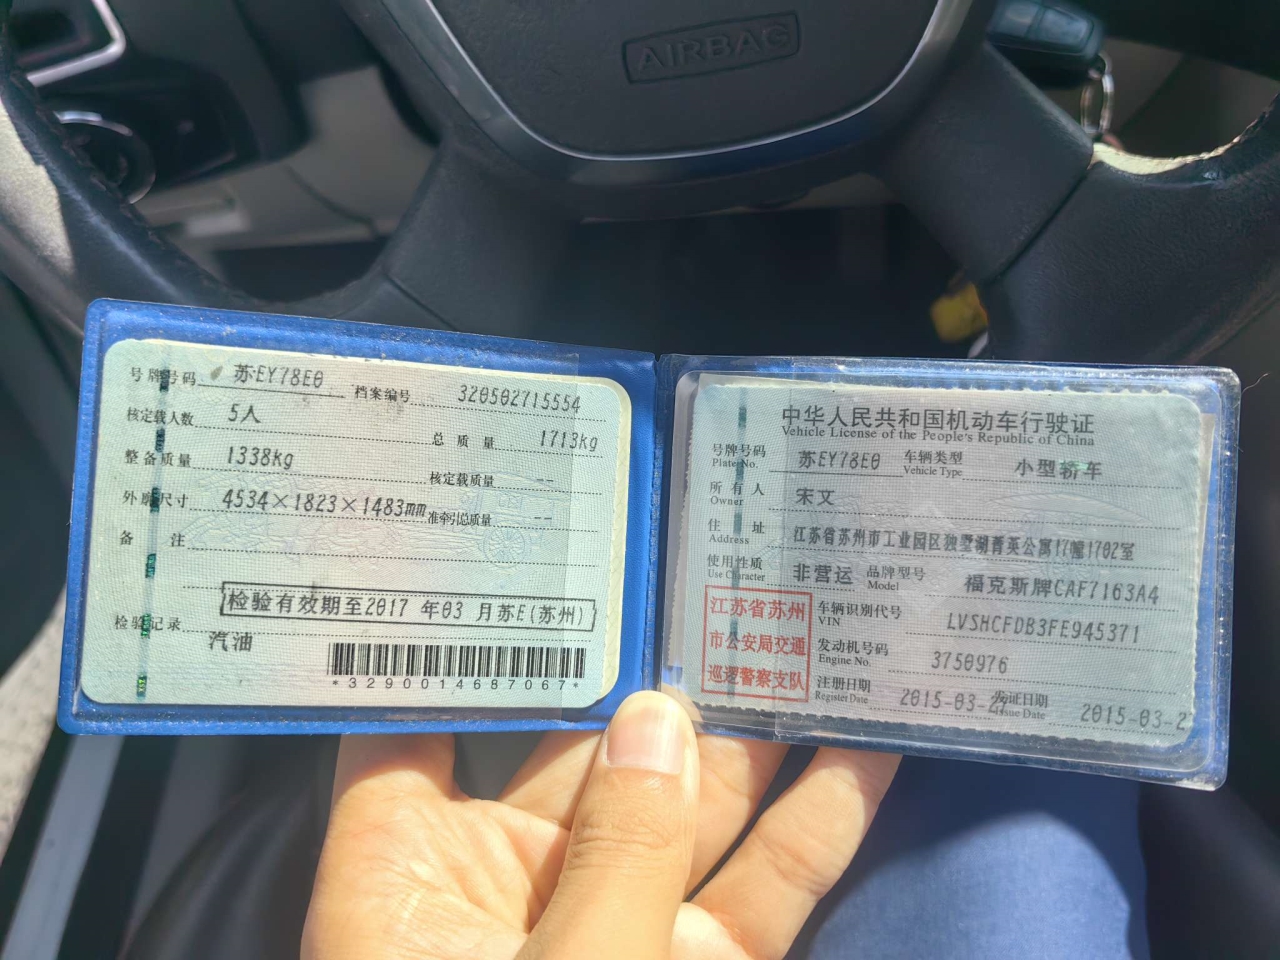 AIRBAG
号牌号码 苏EY78E0 档案编号 320502715554
核定载人数 5人 总质量 1713kg
整备质量 1338kg 核定载质量 --
外廓尺寸 4534×1823×1483mm 准牵引总质量 --
备注
检验有效期至2017 年03 月苏E(苏州)
检验记录
汽油
*3290014687067*
中华人民共和国机动车行驶证
Vehicle License of the People's Republic of China
号牌号码 苏EY78E0 车辆类型 小型轿车
Plate No. Vehicle Type
所有人 宋文
Owner
住址 江苏省苏州市工业园区独墅湖菁英公寓17幢1702室
Address
使用性质 非营运 品牌型号 福克斯牌CAF7163A4
Use Character Model
江苏省苏州
市公安局交通
巡逻警察支队
车辆识别代号 LVSHCFDB3FE945371
VIN
发动机号码 3750976
Engine No.
注册日期 2015-03-2 发证日期 2015-03-2
Register Date Issue Date